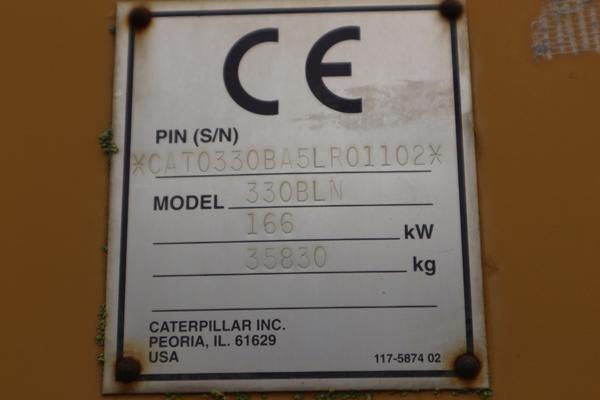 CE
PIN (S/N)
*CAT0330BA5LR01102*
MODEL 330BLN
166 kW
35830 kg
CATERPILLAR INC.
PEORIA, IL. 61629
USA
117-5874 02